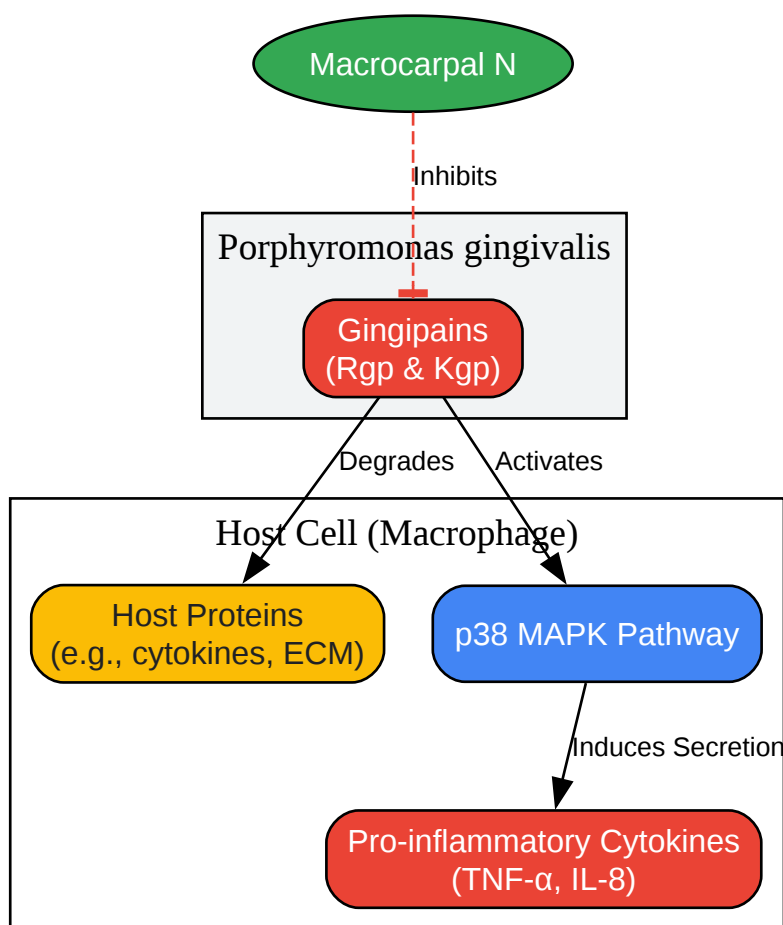 Macrocarpal N
Inhibits
Porphyromonas gingivalis
Gingipains
(Rgp & Kgp)
Degrades
Activates
Host Cell (Macrophage)
Host Proteins
(e.g., cytokines, ECM)
p38 MAPK Pathway
Induces Secretion
Pro-inflammatory Cytokines
(TNF-α, IL-8)